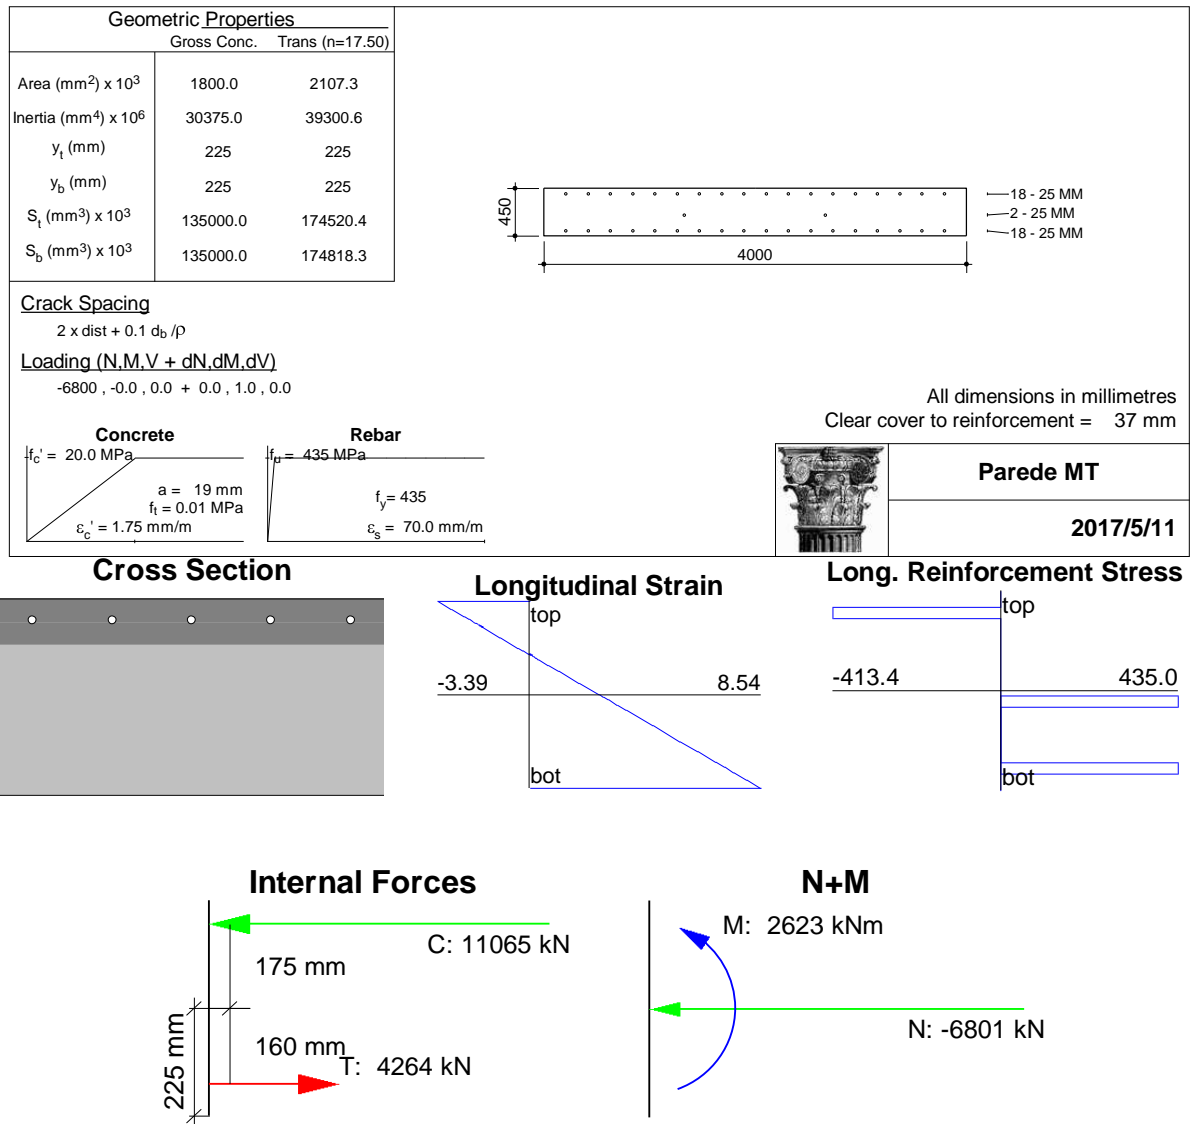 Geometric Properties
Gross Conc. Trans (n=17.50)
Area (mm2) x 103 1800.0 2107.3
Inertia (mm4) x 106 30375.0 39300.6
yt (mm) 225 225
yb (mm) 225 225
St (mm3) x 103 135000.0 174520.4
Sb (mm3) x 103 135000.0 174818.3
Crack Spacing
2 x dist + 0.1 db /ρ
Loading (N,M,V + dN,dM,dV)
-6800 , -0.0 , 0.0 + 0.0 , 1.0 , 0.0
Concrete
fc' = 20.0 MPa
a = 19 mm
ft = 0.01 MPa
εc' = 1.75 mm/m
Rebar
fu = 435 MPa
fy= 435
εs = 70.0 mm/m
450
4000
18 - 25 MM
2 - 25 MM
18 - 25 MM
All dimensions in millimetres
Clear cover to reinforcement = 37 mm
Parede MT
2017/5/11
Cross Section
Longitudinal Strain
top
-3.39 8.54
bot
Long. Reinforcement Stress
top
-413.4 435.0
bot
Internal Forces
C: 11065 kN
175 mm
160 mm
T: 4264 kN
225 mm
N+M
M: 2623 kNm
N: -6801 kN